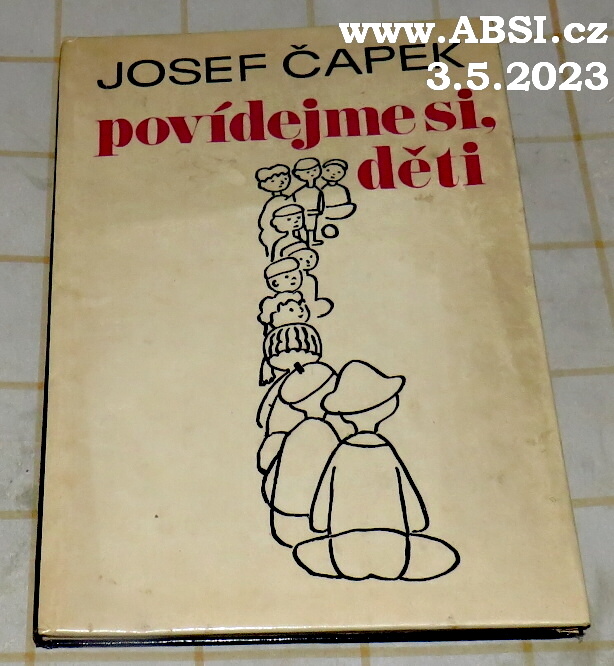 www.ABSI.cz
3.5.2023
JOSEF ČAPEK
povídejme si,
děti